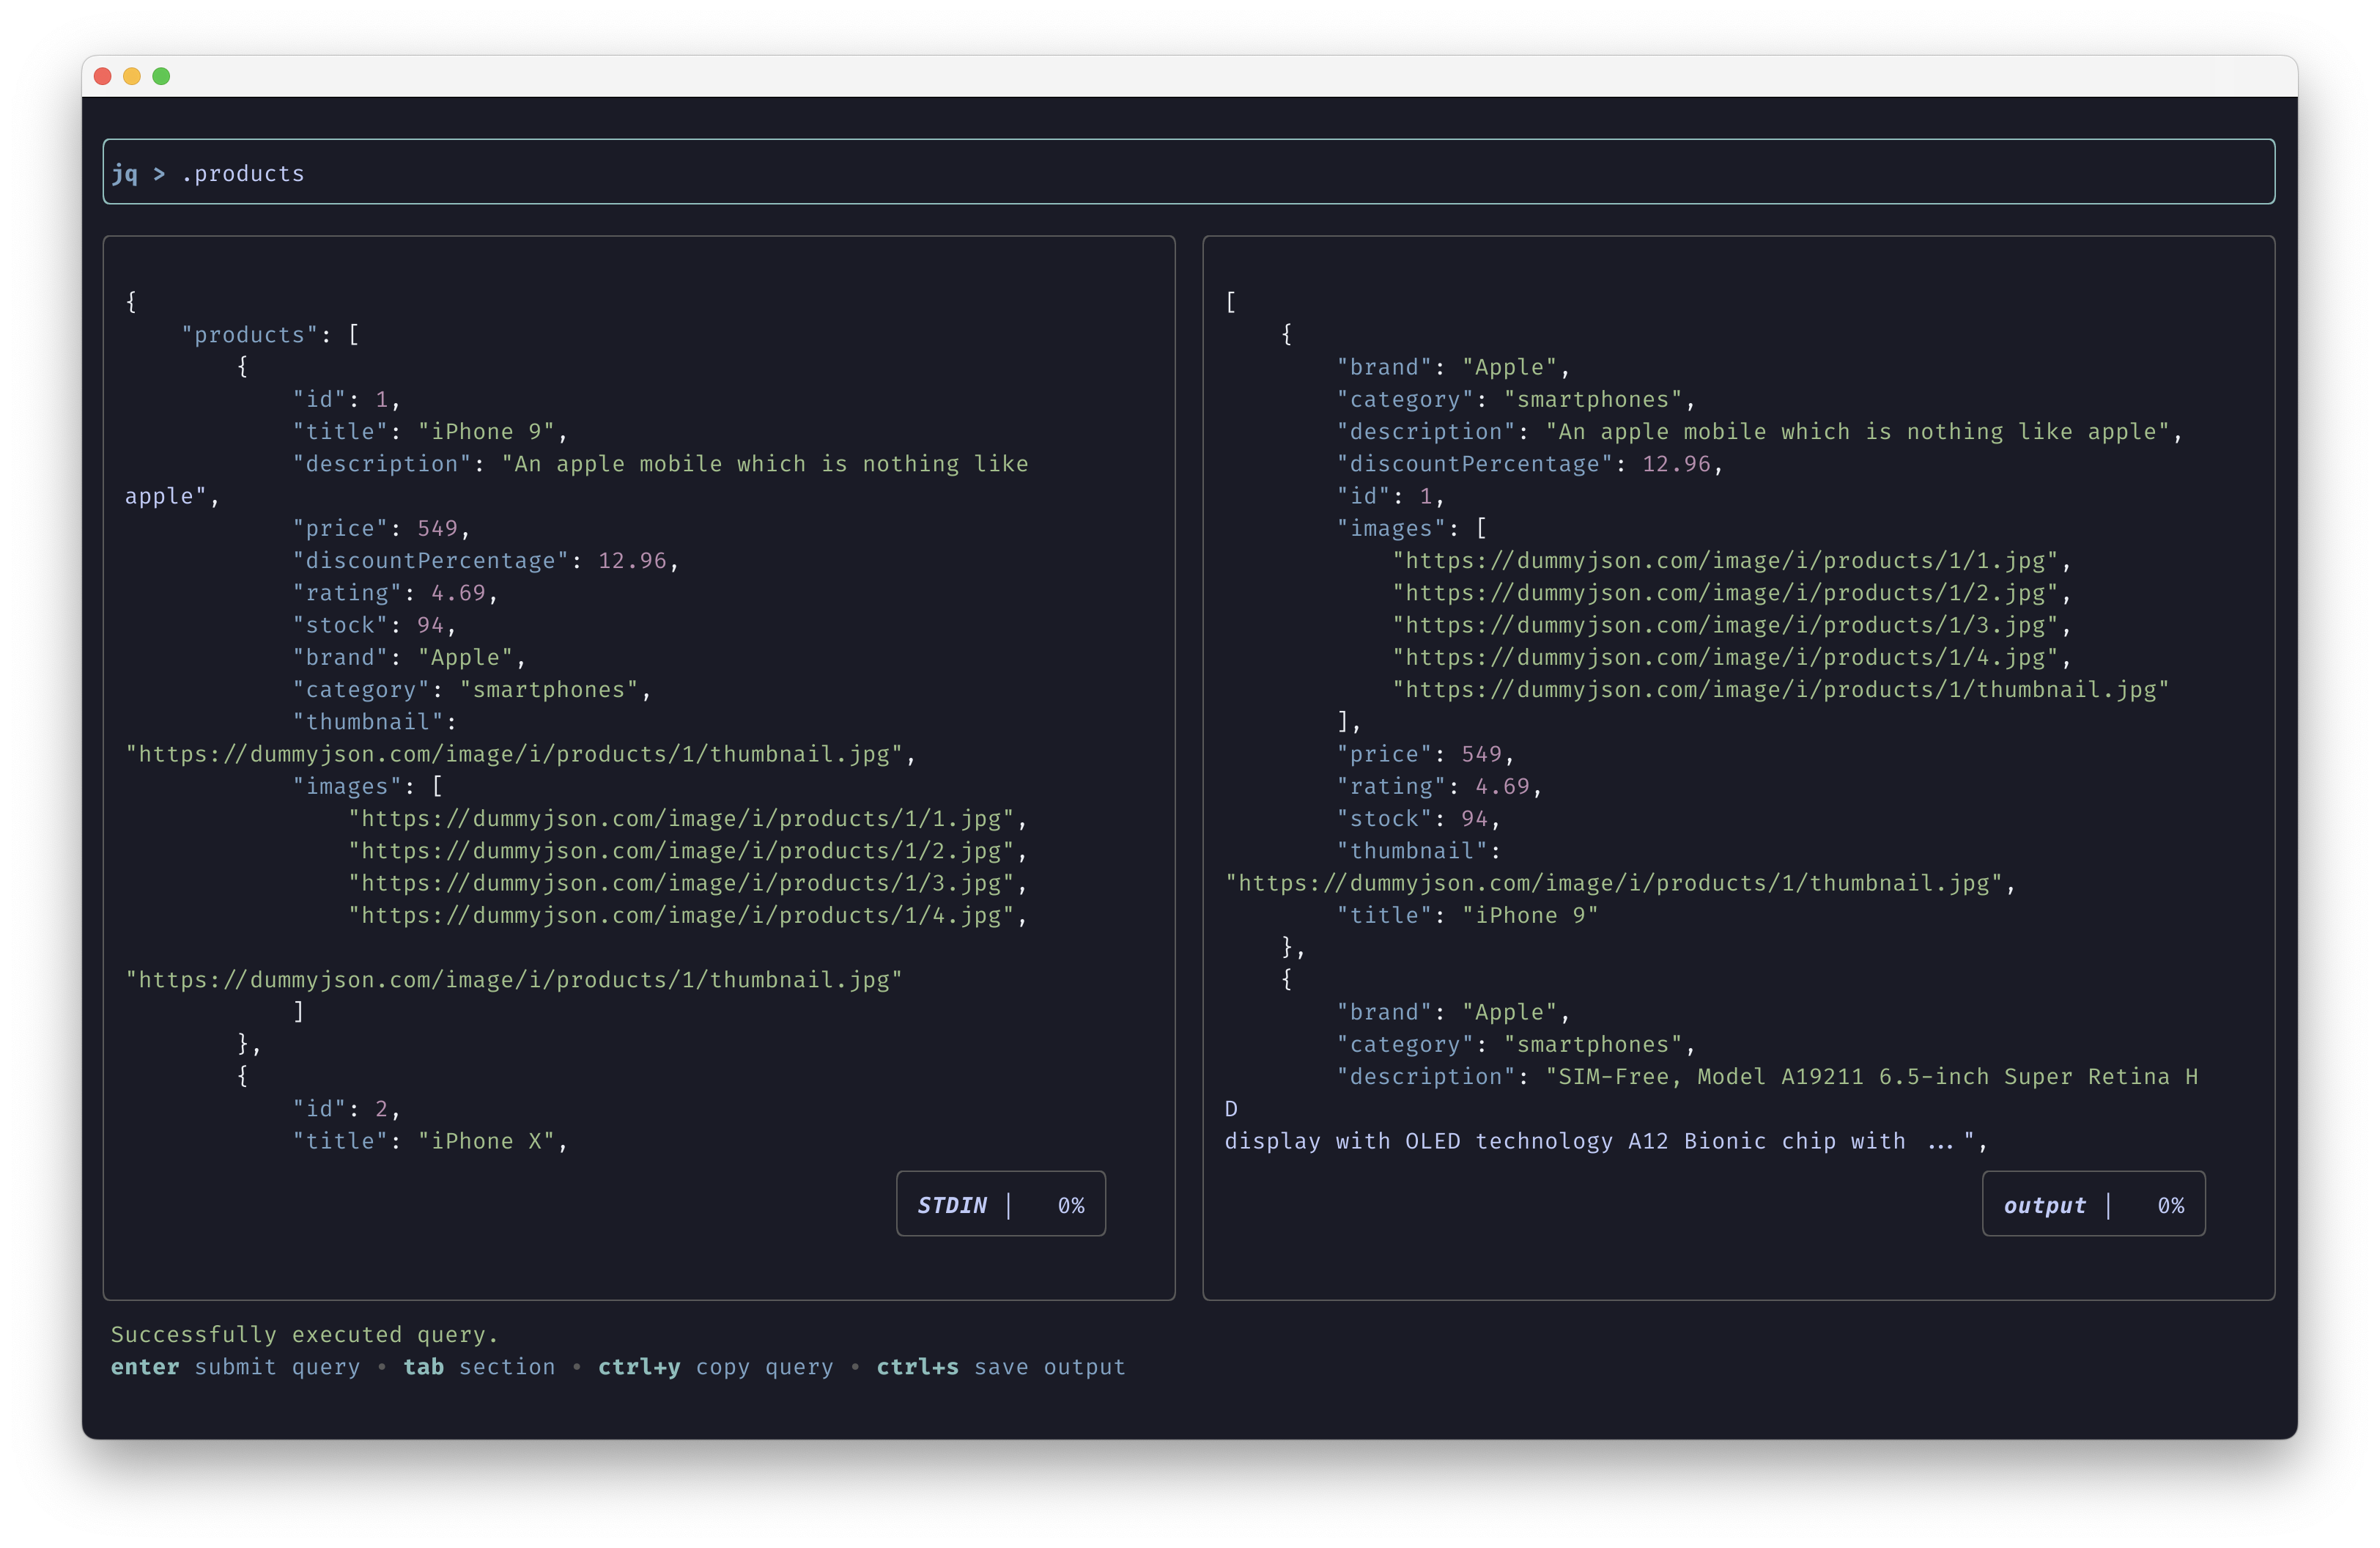 jq > .products
{
    "products": [
        {
            "id": 1,
            "title": "iPhone 9",
            "description": "An apple mobile which is nothing like
apple",
            "price": 549,
            "discountPercentage": 12.96,
            "rating": 4.69,
            "stock": 94,
            "brand": "Apple",
            "category": "smartphones",
            "thumbnail":
"https://dummyjson.com/image/i/products/1/thumbnail.jpg",
            "images": [
                "https://dummyjson.com/image/i/products/1/1.jpg",
                "https://dummyjson.com/image/i/products/1/2.jpg",
                "https://dummyjson.com/image/i/products/1/3.jpg",
                "https://dummyjson.com/image/i/products/1/4.jpg",
"https://dummyjson.com/image/i/products/1/thumbnail.jpg"
            ]
        },
        {
            "id": 2,
            "title": "iPhone X",
STDIN |   0%
[
    {
        "brand": "Apple",
        "category": "smartphones",
        "description": "An apple mobile which is nothing like apple",
        "discountPercentage": 12.96,
        "id": 1,
        "images": [
            "https://dummyjson.com/image/i/products/1/1.jpg",
            "https://dummyjson.com/image/i/products/1/2.jpg",
            "https://dummyjson.com/image/i/products/1/3.jpg",
            "https://dummyjson.com/image/i/products/1/4.jpg",
            "https://dummyjson.com/image/i/products/1/thumbnail.jpg"
        ],
        "price": 549,
        "rating": 4.69,
        "stock": 94,
        "thumbnail":
"https://dummyjson.com/image/i/products/1/thumbnail.jpg",
        "title": "iPhone 9"
    },
    {
        "brand": "Apple",
        "category": "smartphones",
        "description": "SIM-Free, Model A19211 6.5-inch Super Retina H
D
display with OLED technology A12 Bionic chip with ...",
output |   0%
Successfully executed query.
enter submit query • tab section • ctrl+y copy query • ctrl+s save output